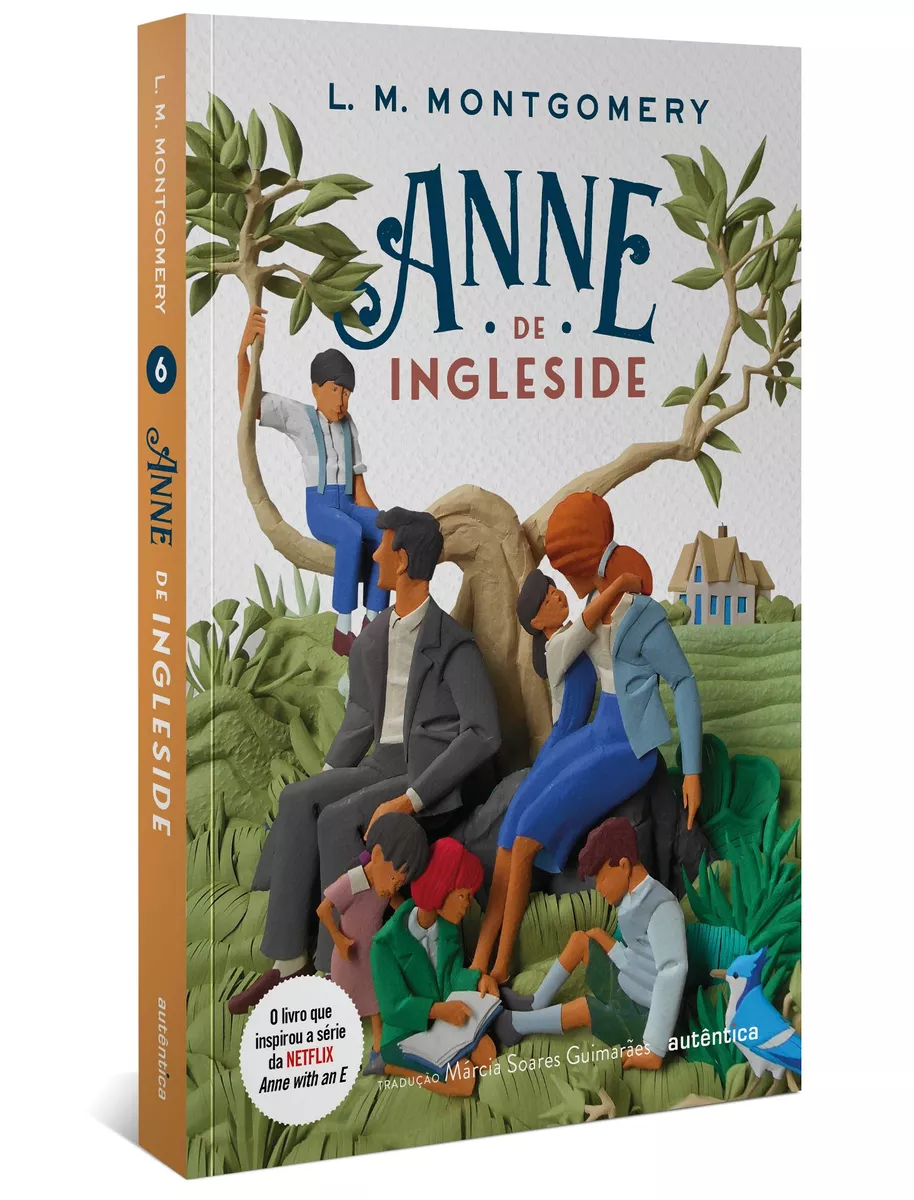 L. M. MONTGOMERY
6
ANNE
DE INGLESIDE
autêntica
L. M. MONTGOMERY
ANNE
· DE ·
INGLESIDE
O livro que
inspirou a série
da NETFLIX
Anne with an E
TRADUÇÃO Márcia Soares Guimarães
autêntica